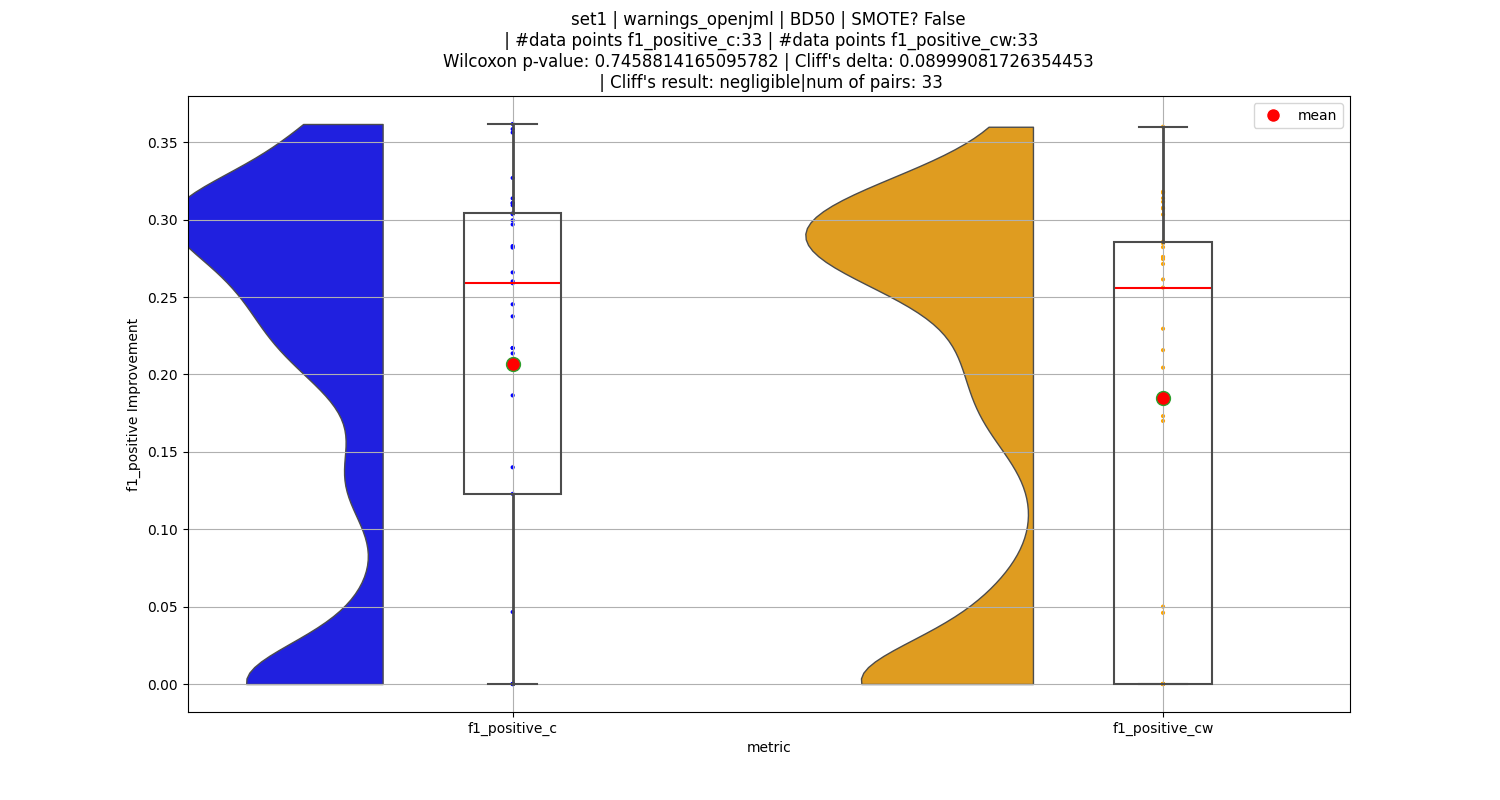 set1 | warnings_openjml | BD50 | SMOTE? False
| #data points f1_positive_c:33 | #data points f1_positive_cw:33
Wilcoxon p-value: 0.7458814165095782 | Cliff's delta: 0.08999081726354453
| Cliff's result: negligible|num of pairs: 33
mean
f1_positive Improvement
0.35
0.30
0.25
0.20
0.15
0.10
0.05
0.00
f1_positive_c
f1_positive_cw
metric